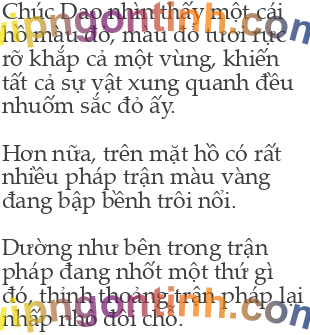 Chúc Dao nhìn thấy một cái
hồ màu đỏ, màu đỏ tươi rực
rỡ khắp cả một vùng, khiến
tất cả sự vật xung quanh đều
nhuốm sắc đỏ ấy.
Hơn nữa, trên mặt hồ có rất
nhiều pháp trận màu vàng
đang bập bềnh trôi nổi.
Dường như bên trong trận
pháp đang nhốt một thứ gì
đó, thỉnh thoảng trận pháp lại
nhấp nhô đổi chỗ.
vipngontinh.com
vipngontinh.com